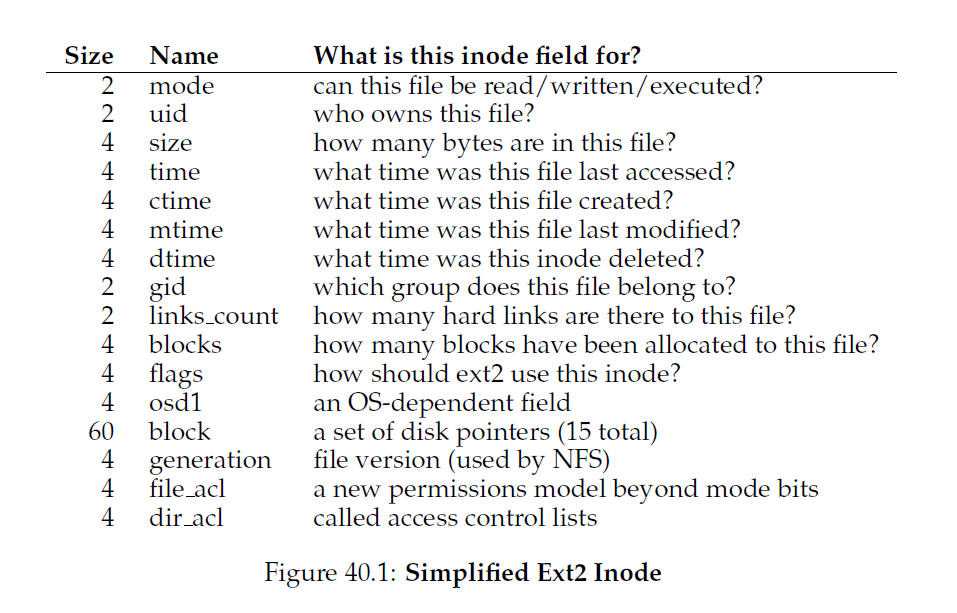 Size Name What is this inode field for?
2 mode can this file be read/written/executed?
2 uid who owns this file?
4 size how many bytes are in this file?
4 time what time was this file last accessed?
4 ctime what time was this file created?
4 mtime what time was this file last modified?
4 dtime what time was this inode deleted?
2 gid which group does this file belong to?
2 links_count how many hard links are there to this file?
4 blocks how many blocks have been allocated to this file?
4 flags how should ext2 use this inode?
4 osd1 an OS-dependent field
60 block a set of disk pointers (15 total)
4 generation file version (used by NFS)
4 file_acl a new permissions model beyond mode bits
4 dir_acl called access control lists
Figure 40.1: Simplified Ext2 Inode